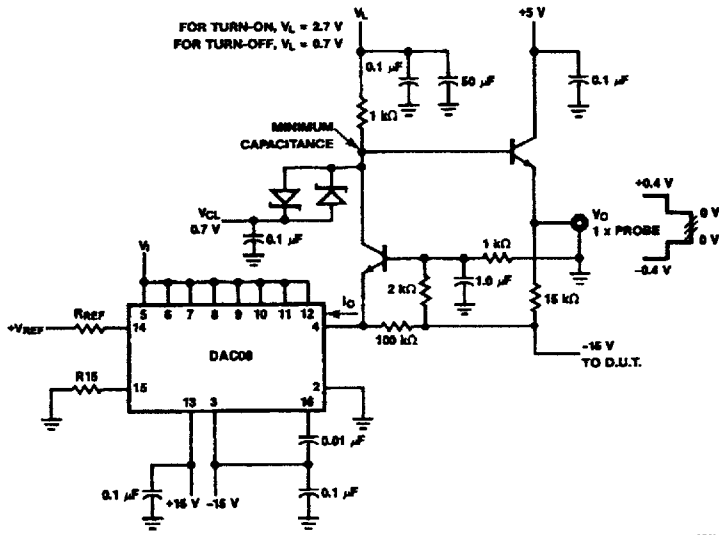 FOR TURN-ON, VL = 2.7 V
FOR TURN-OFF, VL = 0.7 V
VL
+5 V
0.1 µF
50 µF
0.1 µF
1 kΩ
MINIMUM
CAPACITANCE
VCL
0.7 V
0.1 µF
VO
1 x PROBE
+0.4 V
0 V
0 V
-0.4 V
1 kΩ
1.0 µF
2 kΩ
15 kΩ
100 kΩ
-15 V
TO D.U.T.
VI
IO
5 6 7 8 9 10 11 12
+VREF
RREF
14
4
DAC08
R15
15
2
13 3 16
0.01 µF
0.1 µF
+15 V
-15 V
0.1 µF